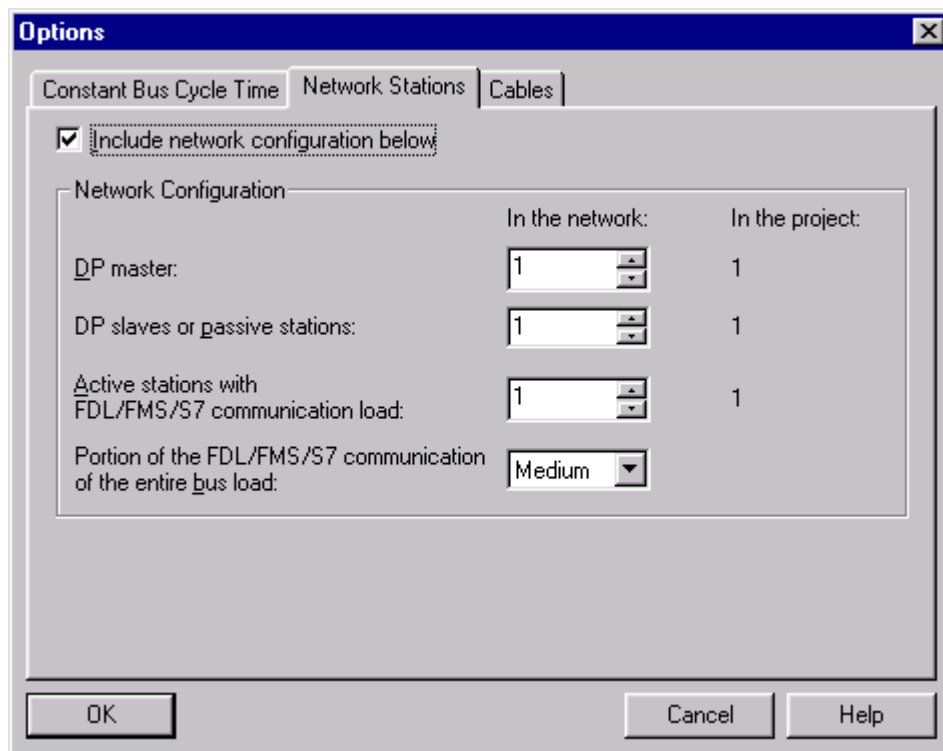 Options
Constant Bus Cycle Time Network Stations Cables
Include network configuration below
Network Configuration
In the network: In the project:
DP master: 1 1
DP slaves or passive stations: 1 1
Active stations with
FDL/FMS/S7 communication load: 1 1
Portion of the FDL/FMS/S7 communication
of the entire bus load: Medium
OK Cancel Help